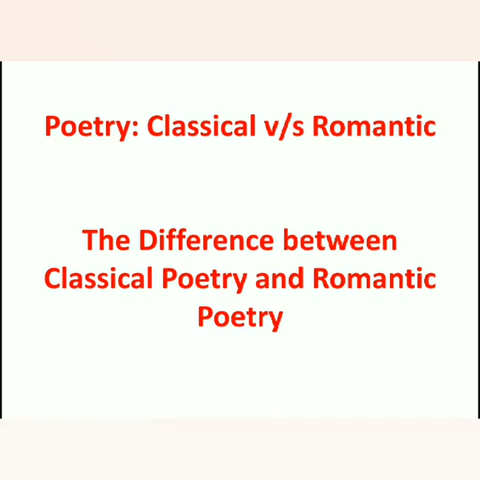 Poetry: Classical v/s Romantic
The Difference between
Classical Poetry and Romantic
Poetry